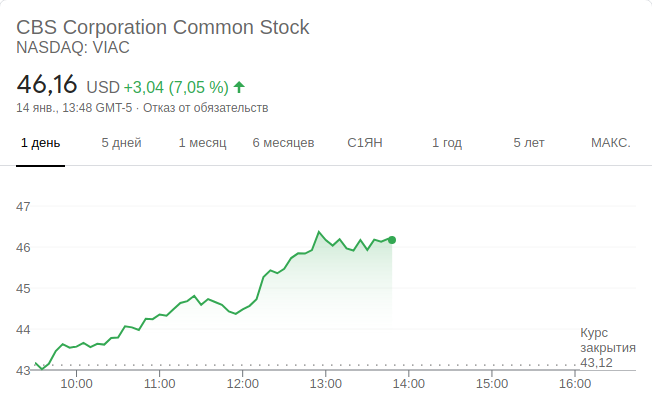 CBS Corporation Common Stock
NASDAQ: VIAC
46,16 USD +3,04 (7,05 %)
14 янв., 13:48 GMT-5 · Отказ от обязательств
1 день 5 дней 1 месяц 6 месяцев С1ЯН 1 год 5 лет МАКС.
47
46
45
44
43
Курс
закрытия
43,12
10:00 11:00 12:00 13:00 14:00 15:00 16:00